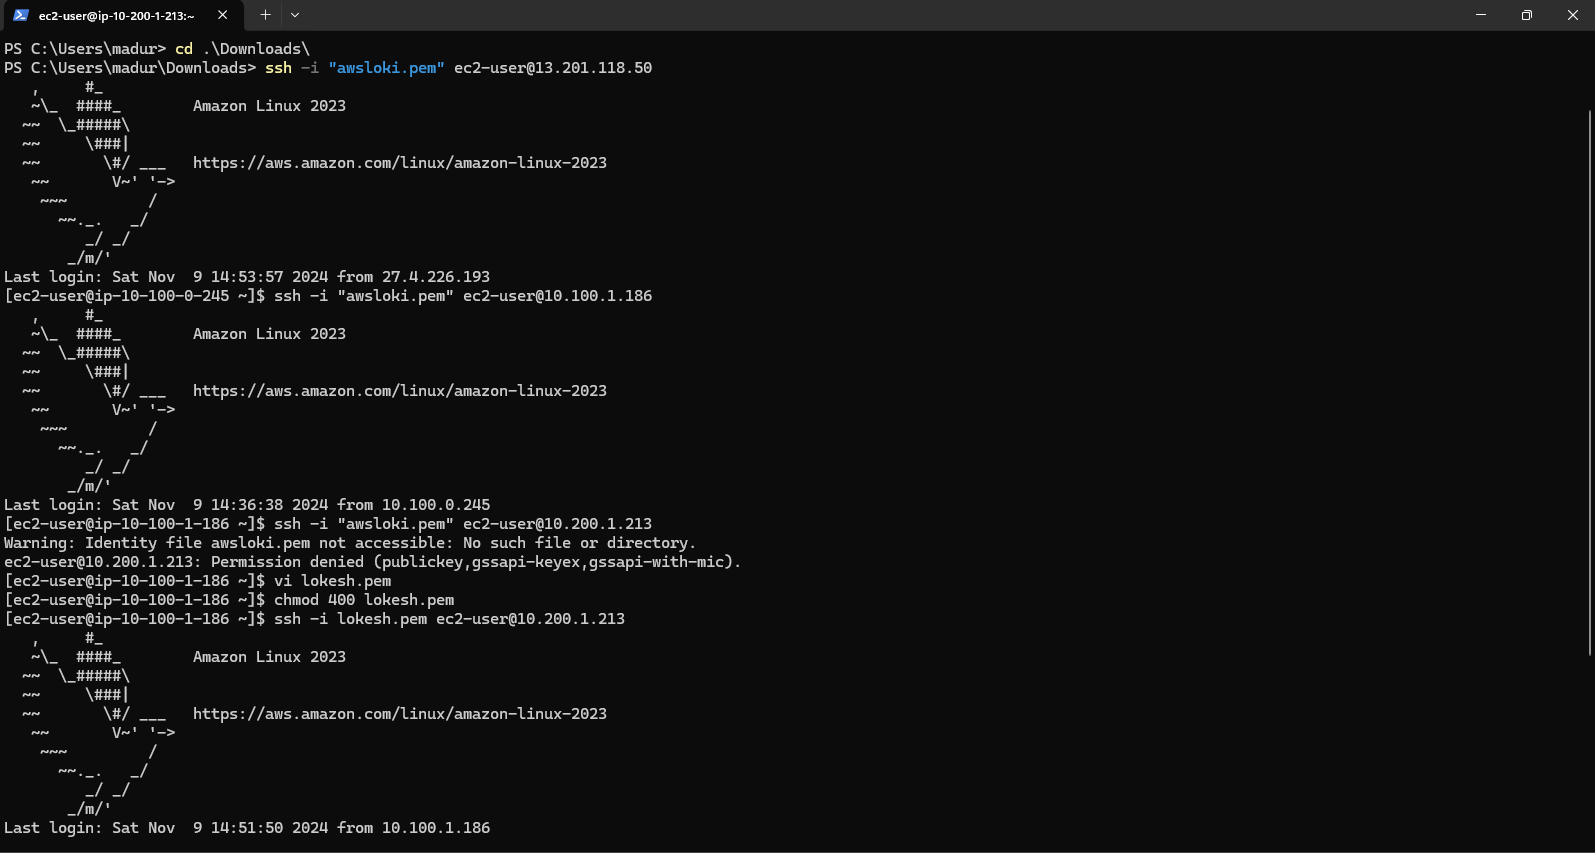 ec2-user@ip-10-200-1-213:~
PS C:\Users\madur> cd .\Downloads\
PS C:\Users\madur\Downloads> ssh -i "awsloki.pem" ec2-user@13.201.118.50
   ,     #_
   ~\_  ####_        Amazon Linux 2023
  ~~  \_#####\
  ~~     \###|
  ~~       \#/ ___   https://aws.amazon.com/linux/amazon-linux-2023
   ~~       V~' '->
    ~~~         /
      ~~._.   _/
         _/ _/
       _/m/'
Last login: Sat Nov  9 14:53:57 2024 from 27.4.226.193
[ec2-user@ip-10-100-0-245 ~]$ ssh -i "awsloki.pem" ec2-user@10.100.1.186
   ,     #_
   ~\_  ####_        Amazon Linux 2023
  ~~  \_#####\
  ~~     \###|
  ~~       \#/ ___   https://aws.amazon.com/linux/amazon-linux-2023
   ~~       V~' '->
    ~~~         /
      ~~._.   _/
         _/ _/
       _/m/'
Last login: Sat Nov  9 14:36:38 2024 from 10.100.0.245
[ec2-user@ip-10-100-1-186 ~]$ ssh -i "awsloki.pem" ec2-user@10.200.1.213
Warning: Identity file awsloki.pem not accessible: No such file or directory.
ec2-user@10.200.1.213: Permission denied (publickey,gssapi-keyex,gssapi-with-mic).
[ec2-user@ip-10-100-1-186 ~]$ vi lokesh.pem
[ec2-user@ip-10-100-1-186 ~]$ chmod 400 lokesh.pem
[ec2-user@ip-10-100-1-186 ~]$ ssh -i lokesh.pem ec2-user@10.200.1.213
   ,     #_
   ~\_  ####_        Amazon Linux 2023
  ~~  \_#####\
  ~~     \###|
  ~~       \#/ ___   https://aws.amazon.com/linux/amazon-linux-2023
   ~~       V~' '->
    ~~~         /
      ~~._.   _/
         _/ _/
       _/m/'
Last login: Sat Nov  9 14:51:50 2024 from 10.100.1.186